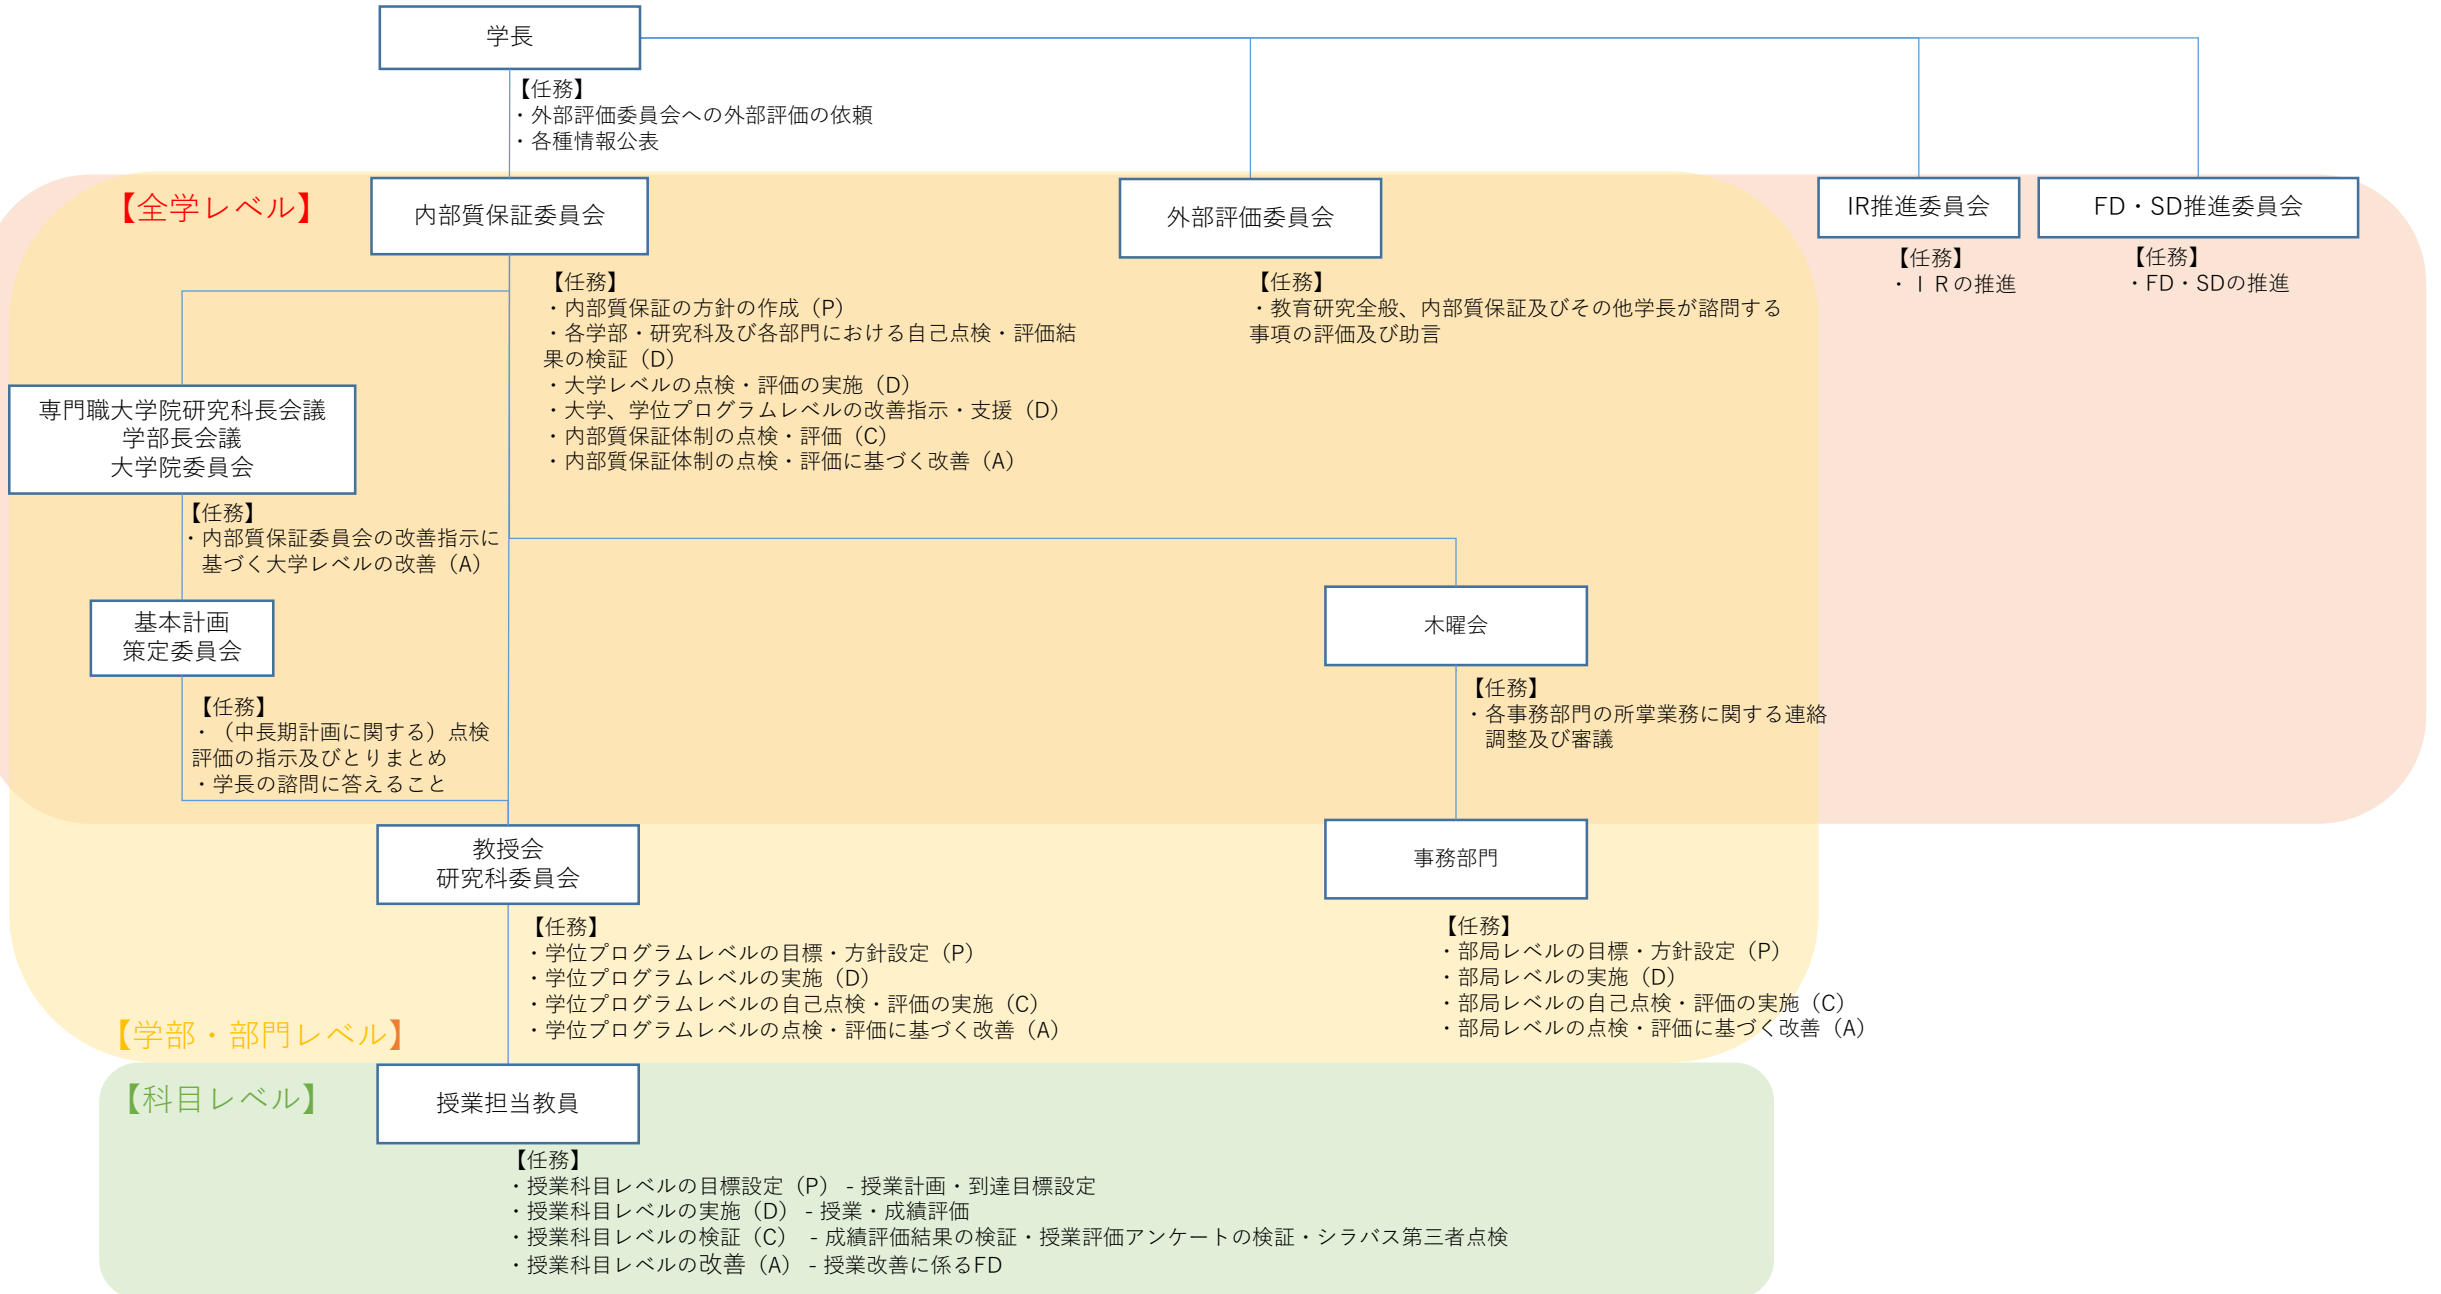 学長
【任務】
・外部評価委員会への外部評価の依頼
・各種情報公表
【全学レベル】
内部質保証委員会
外部評価委員会
IR推進委員会
FD・SD推進委員会
【任務】
・内部質保証の方針の作成（P）
・各学部・研究科及び各部門における自己点検・評価結
果の検証（D）
・大学レベルの点検・評価の実施（D）
・大学、学位プログラムレベルの改善指示・支援（D）
・内部質保証体制の点検・評価（C）
・内部質保証体制の点検・評価に基づく改善（A）
【任務】
・教育研究全般、内部質保証及びその他学長が諮問する
事項の評価及び助言
【任務】
・ＩＲの推進
【任務】
・FD・SDの推進
専門職大学院研究科長会議
学部長会議
大学院委員会
【任務】
・内部質保証委員会の改善指示に
基づく大学レベルの改善（A）
基本計画
策定委員会
【任務】
・（中長期計画に関する）点検
評価の指示及びとりまとめ
・学長の諮問に答えること
木曜会
【任務】
・各事務部門の所掌業務に関する連絡
調整及び審議
教授会
研究科委員会
【任務】
・学位プログラムレベルの目標・方針設定（P）
・学位プログラムレベルの実施（D）
・学位プログラムレベルの自己点検・評価の実施（C）
・学位プログラムレベルの点検・評価に基づく改善（A）
事務部門
【任務】
・部局レベルの目標・方針設定（P）
・部局レベルの実施（D）
・部局レベルの自己点検・評価の実施（C）
・部局レベルの点検・評価に基づく改善（A）
【学部・部門レベル】
【科目レベル】
授業担当教員
【任務】
・授業科目レベルの目標設定（P） - 授業計画・到達目標設定
・授業科目レベルの実施（D） - 授業・成績評価
・授業科目レベルの検証（C） - 成績評価結果の検証・授業評価アンケートの検証・シラバス第三者点検
・授業科目レベルの改善（A） - 授業改善に係るFD